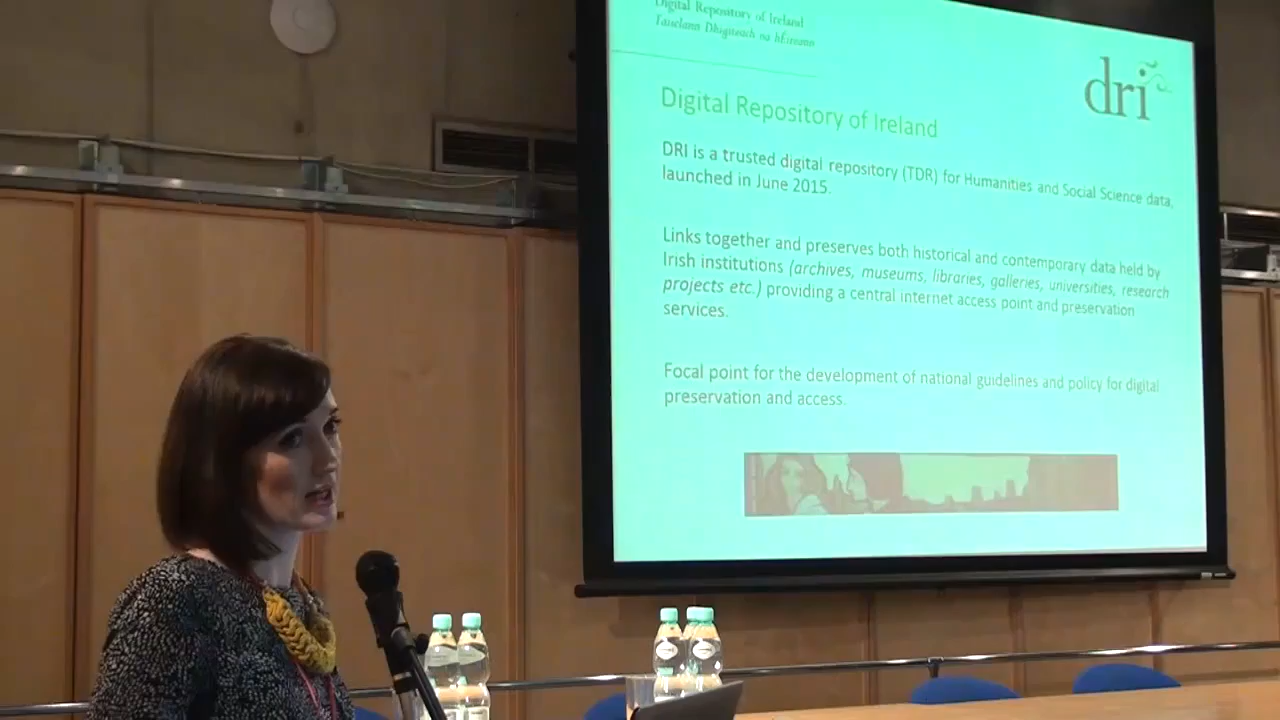 Digital Repository of Ireland
Taisclann Dhigiteach na hÉireann
dri
Digital Repository of Ireland
DRI is a trusted digital repository (TDR) for Humanities and Social Science data,
launched in June 2015.
Links together and preserves both historical and contemporary data held by
Irish institutions (archives, museums, libraries, galleries, universities, research
projects etc.) providing a central internet access point and preservation
services.
Focal point for the development of national guidelines and policy for digital
preservation and access.